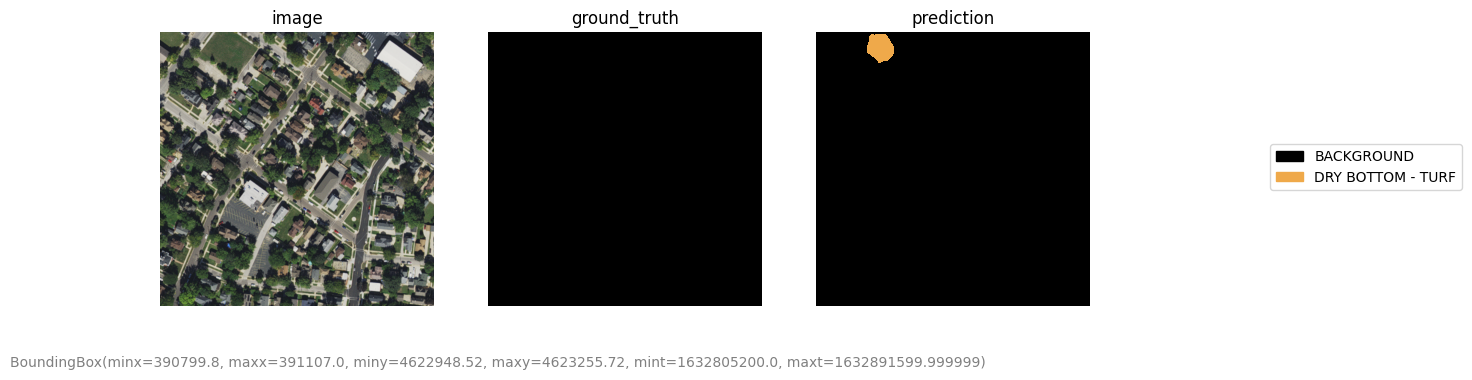 image
ground_truth
prediction
BACKGROUND
DRY BOTTOM - TURF
BoundingBox(minx=390799.8, maxx=391107.0, miny=4622948.52, maxy=4623255.72, mint=1632805200.0, maxt=1632891599.999999)